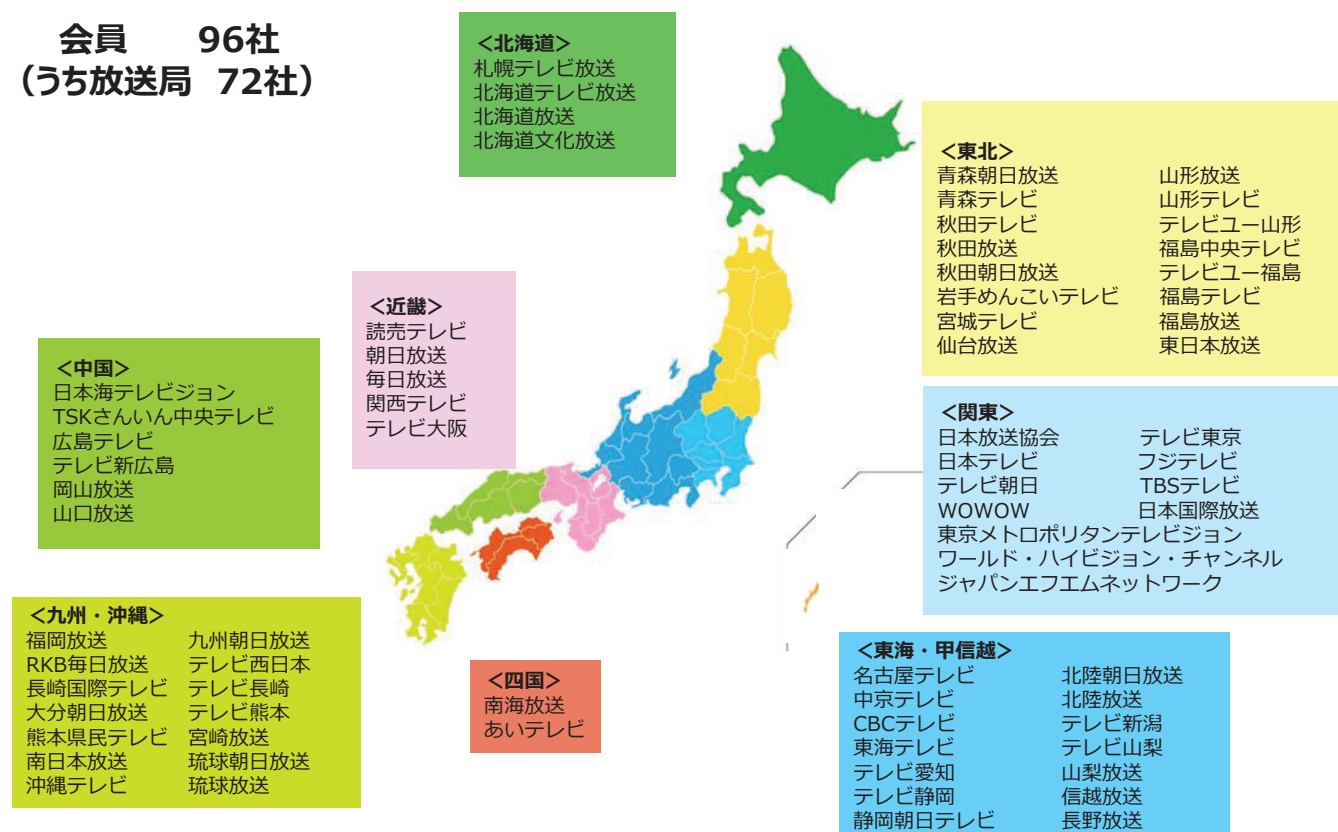 会員　　96社
（うち放送局　72社）
＜北海道＞
札幌テレビ放送
北海道テレビ放送
北海道放送
北海道文化放送
＜東北＞
青森朝日放送　山形放送
青森テレビ　山形テレビ
秋田テレビ　テレビユー山形
秋田放送　福島中央テレビ
秋田朝日放送　テレビユー福島
岩手めんこいテレビ　福島テレビ
宮城テレビ　福島放送
仙台放送　東日本放送
＜近畿＞
読売テレビ
朝日放送
毎日放送
関西テレビ
テレビ大阪
＜中国＞
日本海テレビジョン
TSKさんいん中央テレビ
広島テレビ
テレビ新広島
岡山放送
山口放送
＜関東＞
日本放送協会　テレビ東京
日本テレビ　フジテレビ
テレビ朝日　TBSテレビ
WOWOW　日本国際放送
東京メトロポリタンテレビジョン
ワールド・ハイビジョン・チャンネル
ジャパンエフエムネットワーク
＜九州・沖縄＞
福岡放送　九州朝日放送
RKB毎日放送　テレビ西日本
長崎国際テレビ　テレビ長崎
大分朝日放送　テレビ熊本
熊本県民テレビ　宮崎放送
南日本放送　琉球朝日放送
沖縄テレビ　琉球放送
＜四国＞
南海放送
あいテレビ
＜東海・甲信越＞
名古屋テレビ　北陸朝日放送
中京テレビ　北陸放送
CBCテレビ　テレビ新潟
東海テレビ　テレビ山梨
テレビ愛知　山梨放送
テレビ静岡　信越放送
静岡朝日テレビ　長野放送